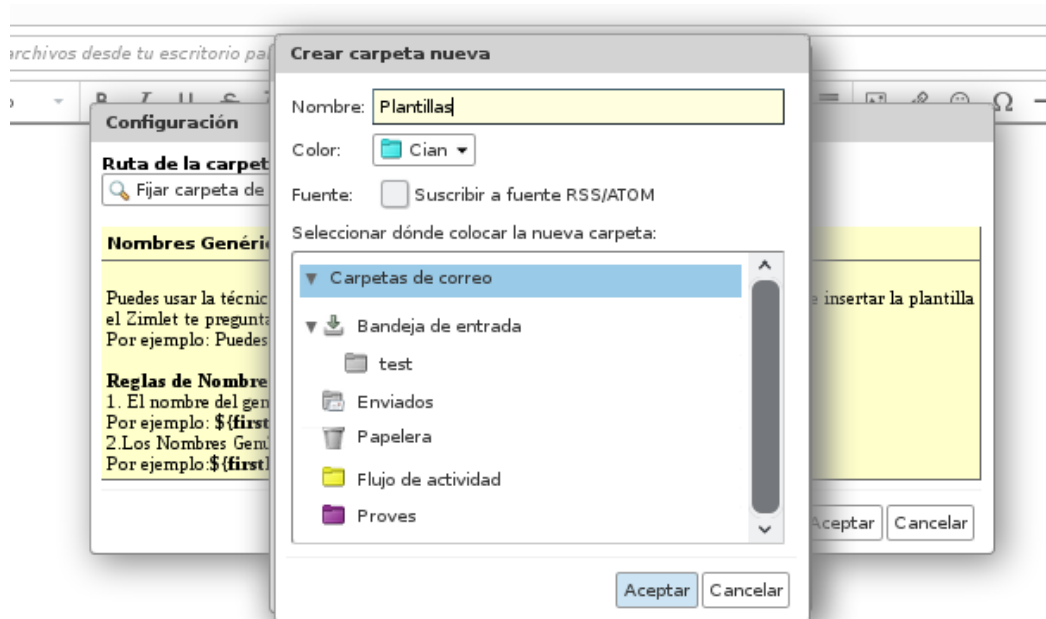 archivos desde tu escritorio pa
Crear carpeta nueva
Nombre: Plantillas
Color: Cian
Fuente: Suscribir a fuente RSS/ATOM
Seleccionar dónde colocar la nueva carpeta:
Carpetas de correo
Bandeja de entrada
test
Enviados
Papelera
Flujo de actividad
Proves
Aceptar Cancelar
B I U S Ω
Configuración
Ruta de la carpet
Fijar carpeta de
Nombres Genéri
Puedes usar la técnic
insertar la plantilla
el Zimlet te pregunta
Por ejemplo: Puedes
Reglas de Nombre
1. El nombre del gen
Por ejemplo: ${first
2.Los Nombres Gen
Por ejemplo:${first
Aceptar Cancelar